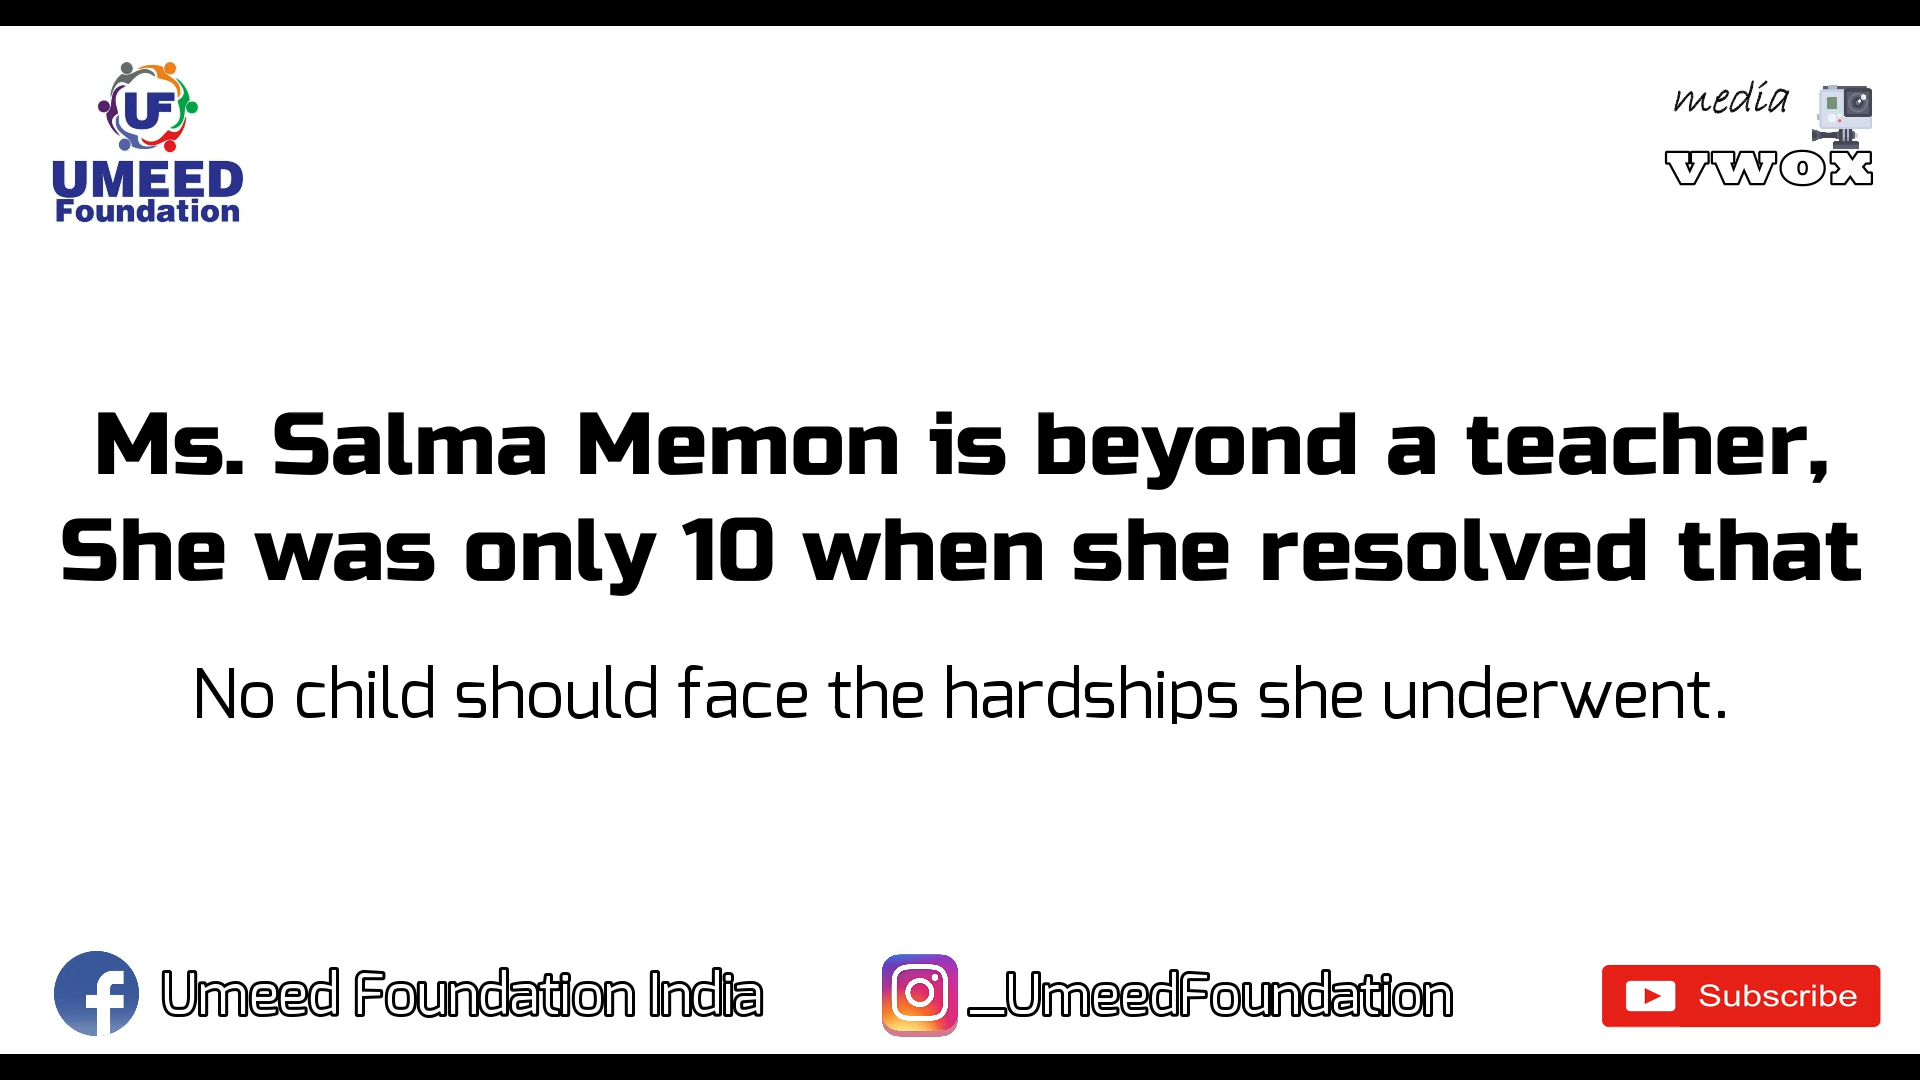 UF
UMEED
Foundation
media
vwox
Ms. Salma Memon is beyond a teacher,
She was only 10 when she resolved that
No child should face the hardships she underwent.
Umeed Foundation India
_UmeedFoundation
Subscribe